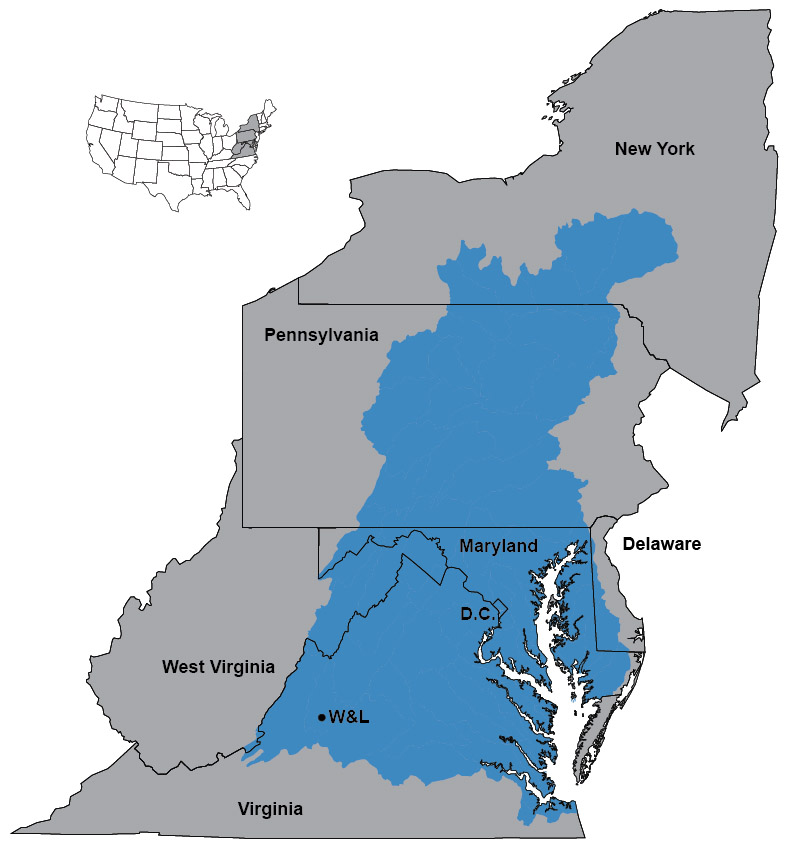 New York
Pennsylvania
Maryland
Delaware
D.C.
West Virginia
W&L
Virginia